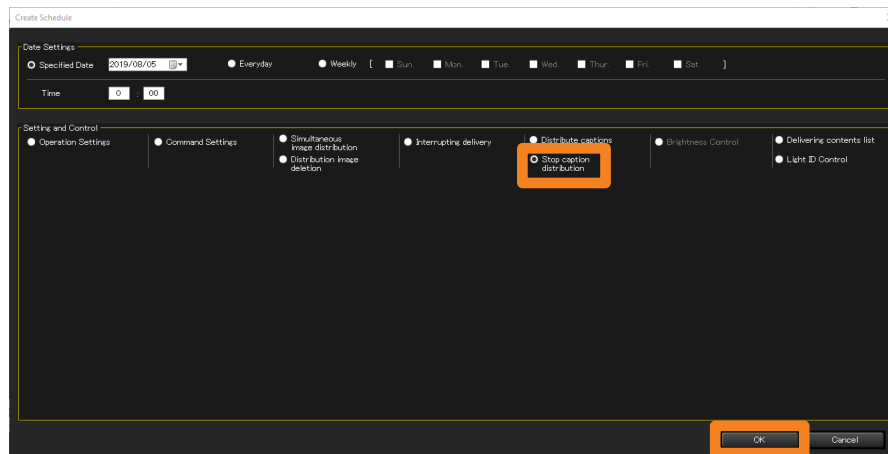 Create Schedule
Date Settings
Specified Date 2019/08/05 Everyday Weekly [ Sun. Mon. Tue. Wed. Thur. Fri. Sat. ]
Time 0 : 00
Setting and Control
Operation Settings Command Settings Simultaneous image distribution Interrupting delivery Distribute captions Brightness Control Delivering contents list
Distribution image deletion Stop caption distribution Light ID Control
OK Cancel